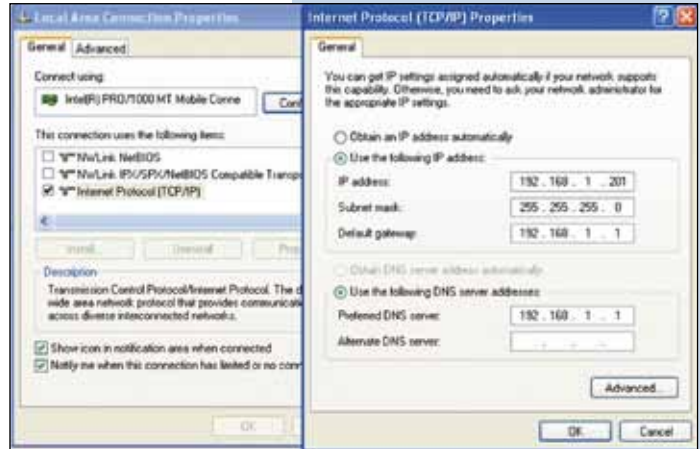 Local Area Connection Properties
General Advanced
Connect using:
Intel(R) PRO/1000 MT Mobile Conne
Conf
This connection uses the following items:
NWLink NetBIOS
NWLink IPX/SPX/NetBIOS Compatible Transpo
Internet Protocol (TCP/IP)
Install...
Uninstall
Prop
Description
Transmission Control Protocol/Internet Protocol. The d
wide area network protocol that provides communicati
across diverse interconnected networks.
Show icon in notification area when connected
Notify me when this connection has limited or no conn
OK
Internet Protocol (TCP/IP) Properties
General
You can get IP settings assigned automatically if your network supports
this capability. Otherwise, you need to ask your network administrator for
the appropriate IP settings.
Obtain an IP address automatically
Use the following IP address:
IP address: 192 . 168 . 1 . 201
Subnet mask: 255 . 255 . 255 . 0
Default gateway: 192 . 168 . 1 . 1
Obtain DNS server address automatically
Use the following DNS server addresses:
Preferred DNS server: 192 . 168 . 1 . 1
Alternate DNS server: . . .
Advanced...
OK Cancel